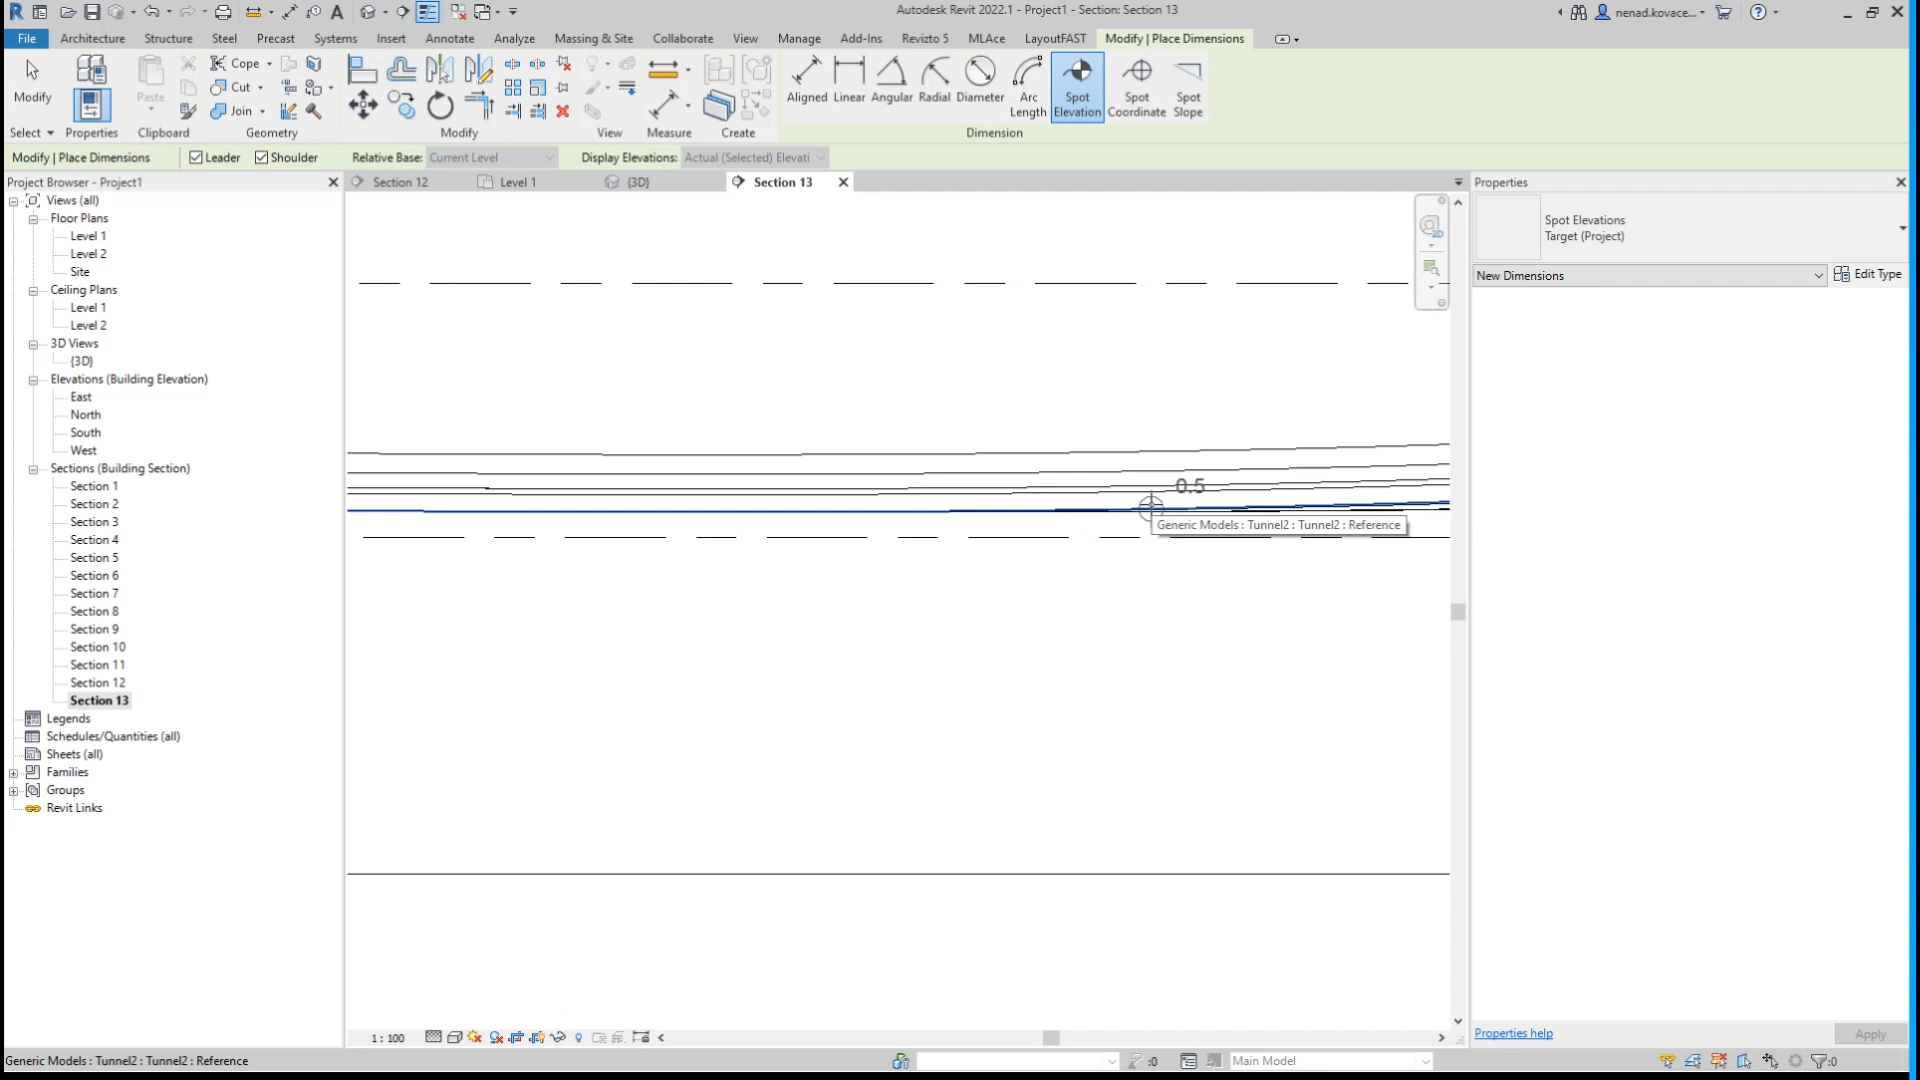 Autodesk Revit 2022.1 - Project1 - Section: Section 13
nenad.kovace...
File Architecture Structure Steel Precast Systems Insert Annotate Analyze Massing & Site Collaborate View Manage Add-Ins Revizto 5 MLAce LayoutFAST Modify | Place Dimensions
Modify
Paste
Cope
Cut
Join
Aligned Linear Angular Radial Diameter Arc Length Spot Elevation Spot Coordinate Spot Slope
Select Properties Clipboard Geometry Modify View Measure Create Dimension
Modify | Place Dimensions Leader Shoulder Relative Base: Current Level Display Elevations: Actual (Selected) Elevati
Project Browser - Project1
Section 12 Level 1 {3D} Section 13
Properties
Views (all)
Floor Plans
Level 1
Level 2
Site
Ceiling Plans
Level 1
Level 2
3D Views
{3D}
Elevations (Building Elevation)
East
North
South
West
Sections (Building Section)
Section 1
Section 2
Section 3
Section 4
Section 5
Section 6
Section 7
Section 8
Section 9
Section 10
Section 11
Section 12
Section 13
Legends
Schedules/Quantities (all)
Sheets (all)
Families
Groups
Revit Links
0.5
Generic Models : Tunnel2 : Tunnel2 : Reference
Spot Elevations
Target (Project)
New Dimensions Edit Type
1 : 100
Properties help Apply
Generic Models : Tunnel2 : Tunnel2 : Reference :0 Main Model :0